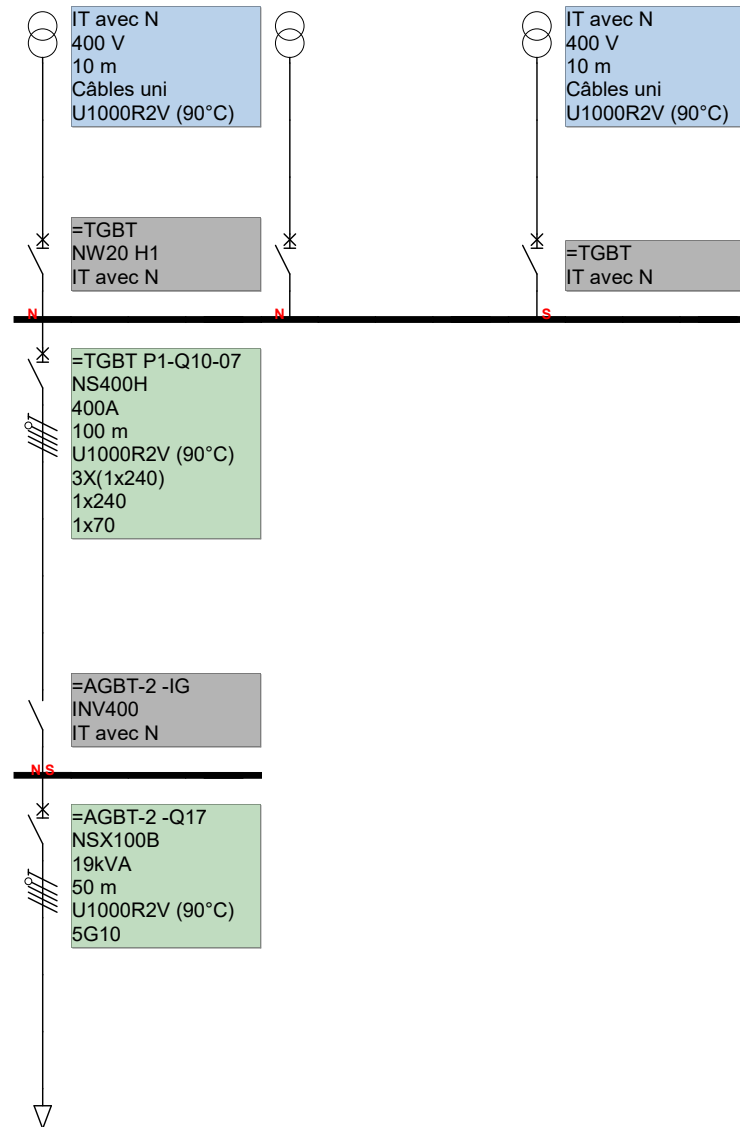 IT avec N
400 V
10 m
Câbles uni
U1000R2V (90°C)
IT avec N
400 V
10 m
Câbles uni
U1000R2V (90°C)
=TGBT
NW20 H1
IT avec N
=TGBT
IT avec N
N
N
S
=TGBT P1-Q10-07
NS400H
400A
100 m
U1000R2V (90°C)
3X(1x240)
1x240
1x70
=AGBT-2 -IG
INV400
IT avec N
N S
=AGBT-2 -Q17
NSX100B
19kVA
50 m
U1000R2V (90°C)
5G10